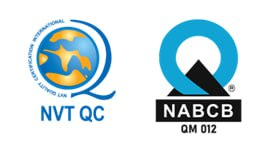 NVT QUALITY CERTIFICATION INTERNATIONAL
NVT QC
®
NABCB
QM 012